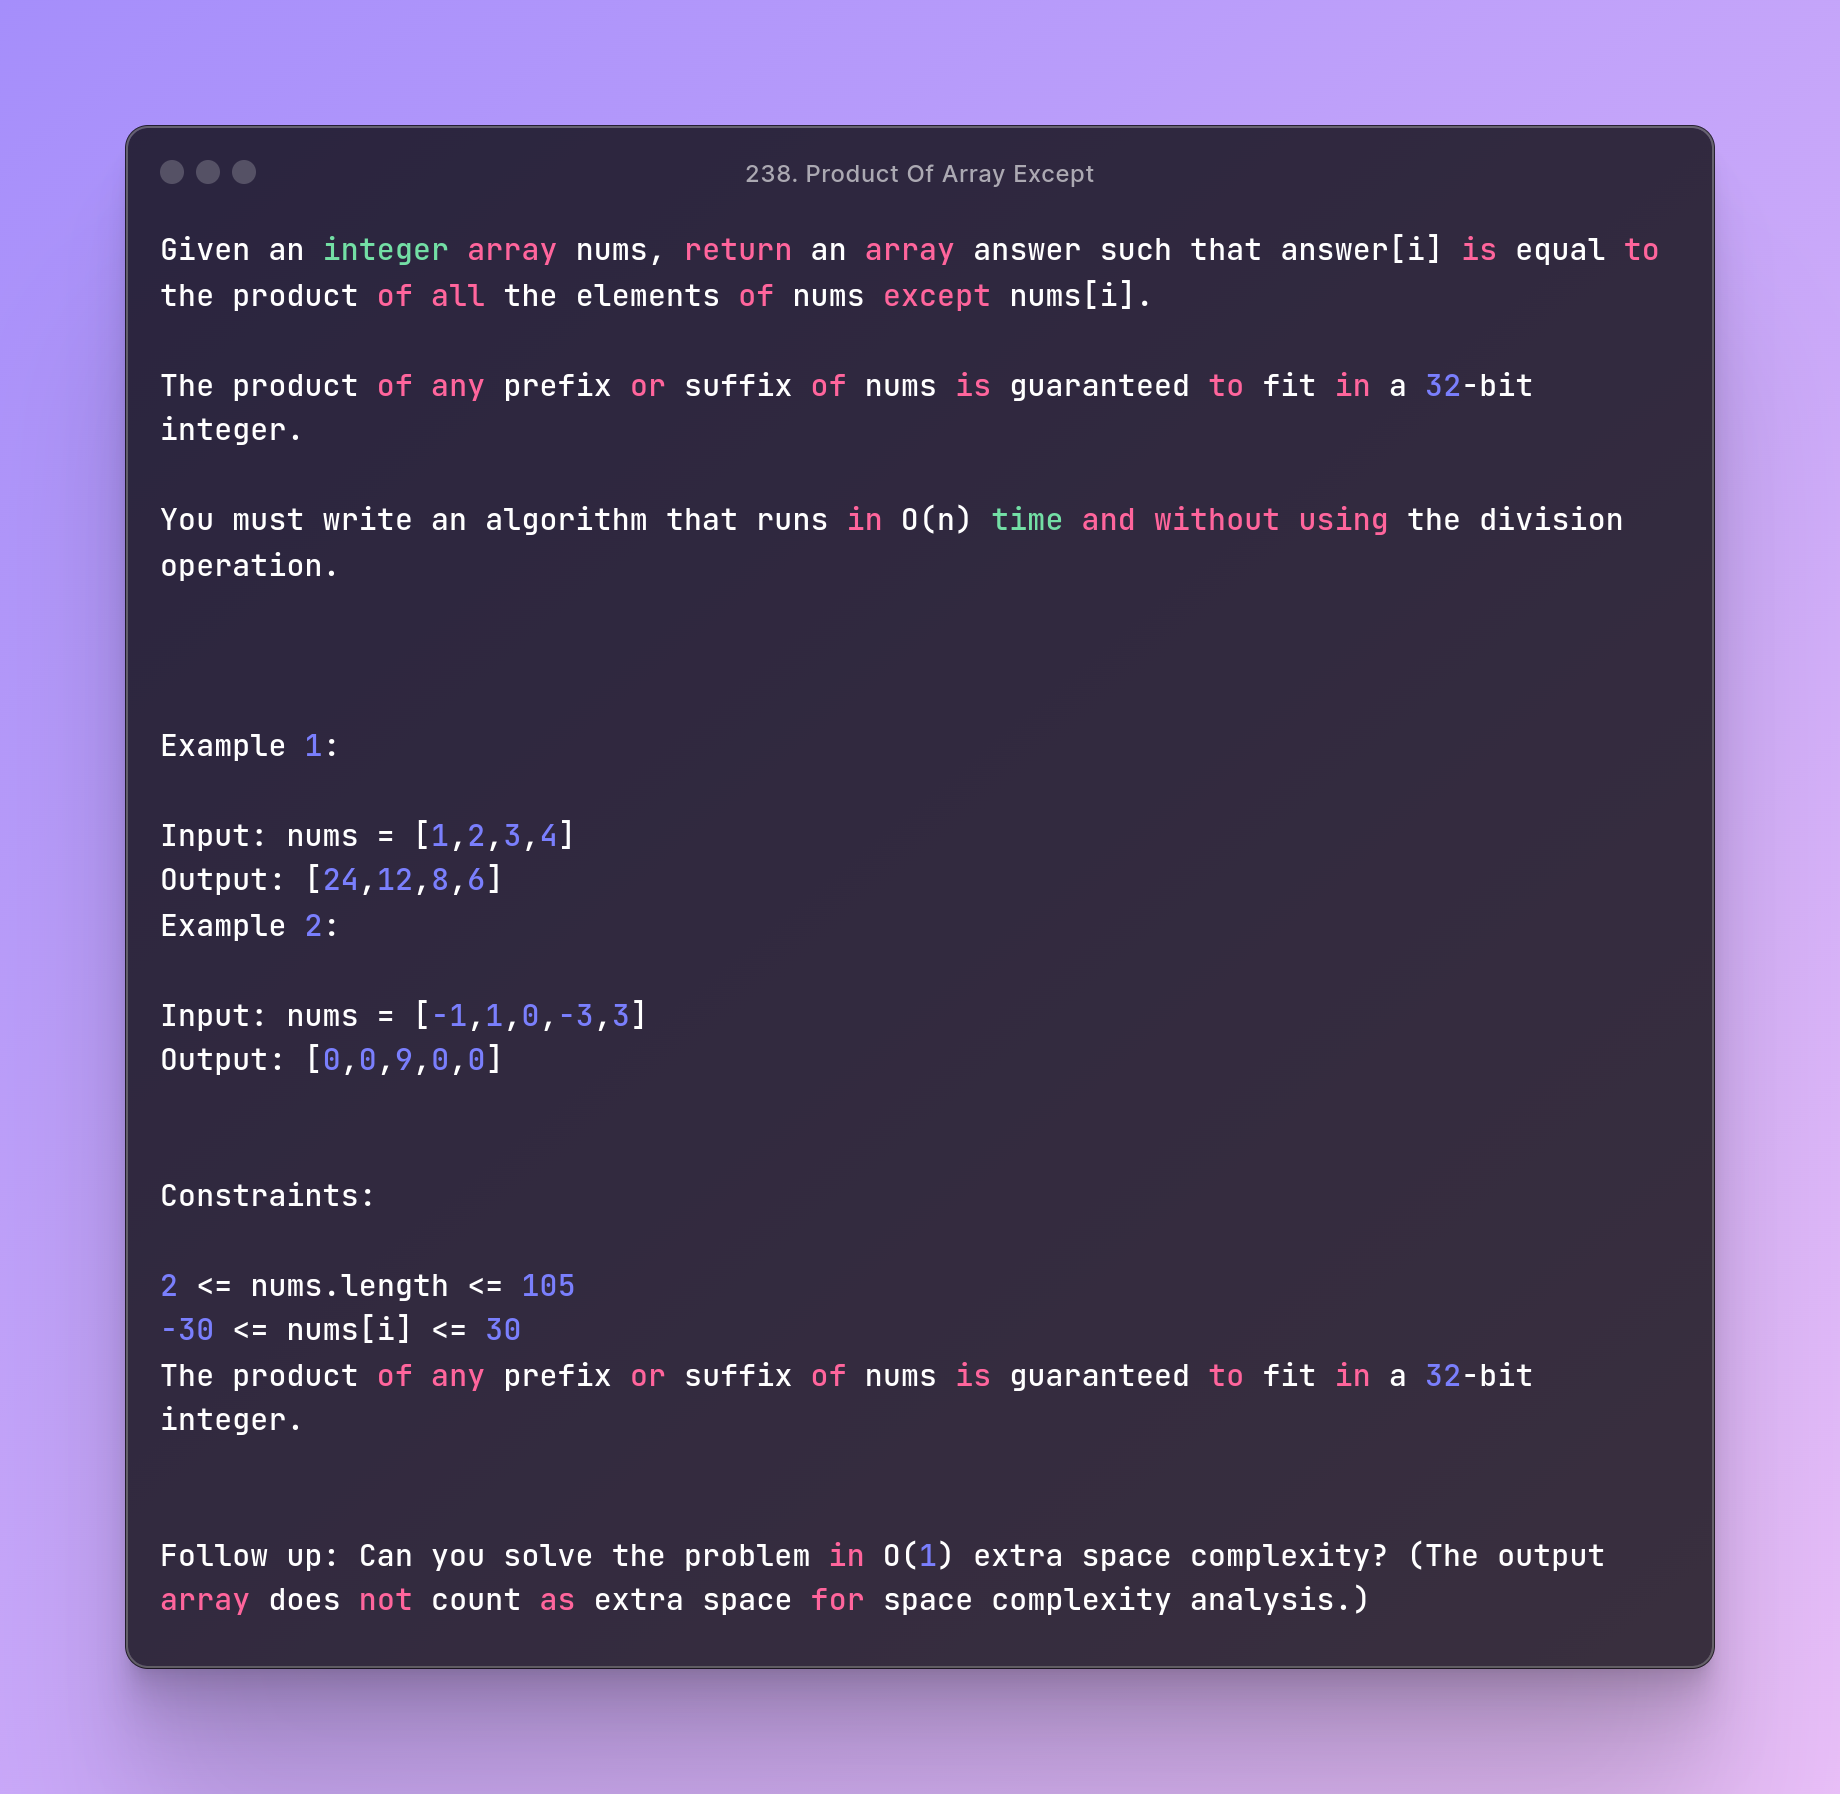 238. Product Of Array Except
Given an integer array nums, return an array answer such that answer[i] is equal to
the product of all the elements of nums except nums[i].
The product of any prefix or suffix of nums is guaranteed to fit in a 32-bit
integer.
You must write an algorithm that runs in O(n) time and without using the division
operation.
Example 1:
Input: nums = [1,2,3,4]
Output: [24,12,8,6]
Example 2:
Input: nums = [-1,1,0,-3,3]
Output: [0,0,9,0,0]
Constraints:
2 <= nums.length <= 105
-30 <= nums[i] <= 30
The product of any prefix or suffix of nums is guaranteed to fit in a 32-bit
integer.
Follow up: Can you solve the problem in O(1) extra space complexity? (The output
array does not count as extra space for space complexity analysis.)